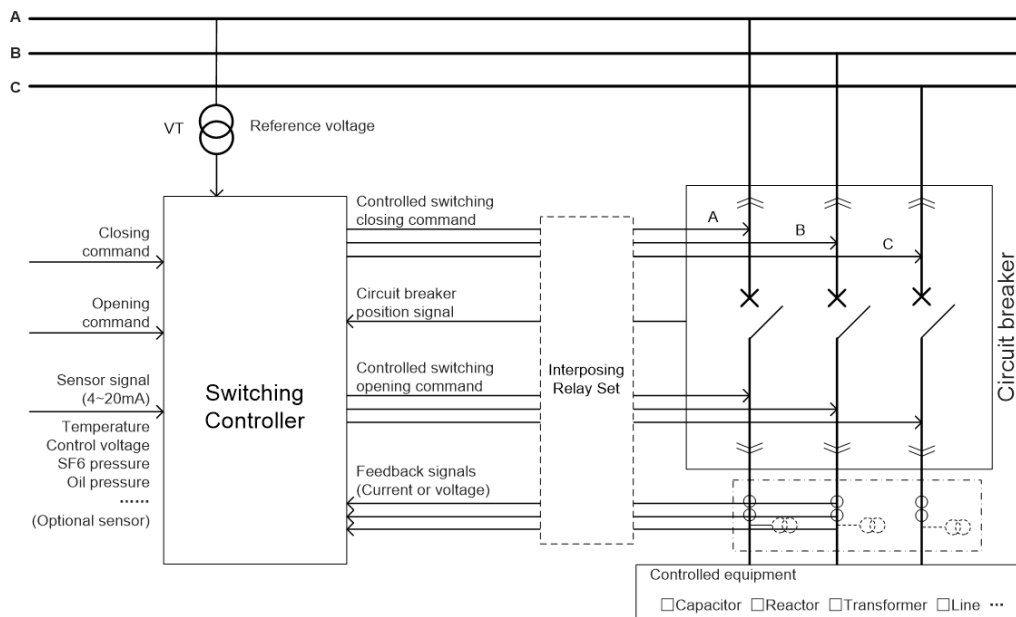 A
B
C
VT
Reference voltage
Closing
command
Opening
command
Sensor signal
(4~20mA)
Temperature
Control voltage
SF6 pressure
Oil pressure
······
(Optional sensor)
Switching
Controller
Controlled switching
closing command
Circuit breaker
position signal
Controlled switching
opening command
Feedback signals
(Current or voltage)
Interposing
Relay Set
A
B
C
Circuit breaker
Controlled equipment
□Capacitor □Reactor □Transformer □Line ···